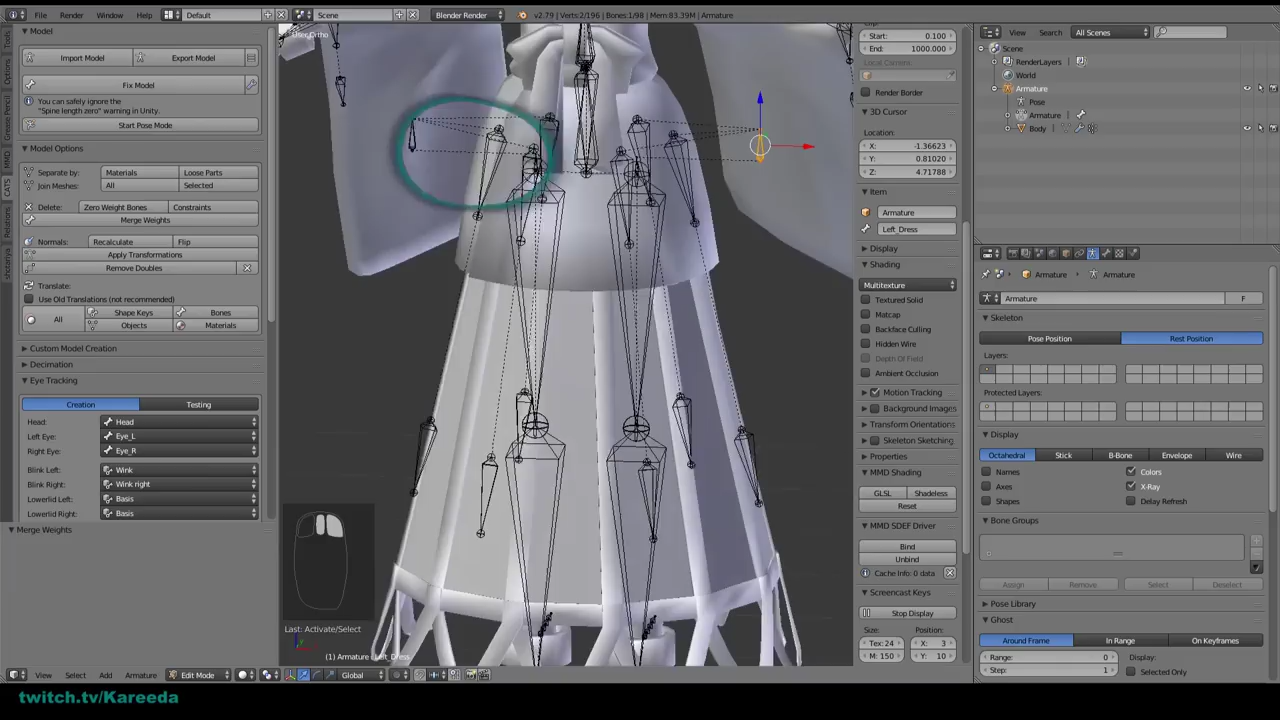 File Render Window Help Default Scene Blender Render v2.79 | Verts:2/196 | Bones:1/98 | Mem:83.39M | Armature
Model
Import Model Export Model
Fix Model
You can safely ignore the
"Spine length zero" warning in Unity.
Start Pose Mode
Model Options
Separate by: Materials Loose Parts
Join Meshes: All Selected
Delete: Zero Weight Bones Constraints
Merge Weights
Normals: Recalculate Flip
Apply Transformations
Remove Doubles
Translate:
Use Old Translations (not recommended)
All Shape Keys Bones
Objects Materials
Custom Model Creation
Decimation
Eye Tracking
Creation Testing
Head: Head
Left Eye: Eye_L
Right Eye: Eye_R
Blink Left: Wink
Blink Right: Wink right
Lowerlid Left: Basis
Lowerlid Right: Basis
Merge Weights
Tools
Options
Grease Pencil
MMD
CATS
Relations
User Ortho
Last: Activate/Select
(1) Armature : Left_Dress
View Select Add Armature Edit Mode Global
Start: 0.100
End: 1000.000
Local Camera:
Render Border
3D Cursor
Location:
X: -1.36623
Y: 0.81020
Z: 4.71788
Item
Armature
Left_Dress
Display
Shading
Multitexture
Textured Solid
Matcap
Backface Culling
Hidden Wire
Depth Of Field
Ambient Occlusion
Motion Tracking
Background Images
Transform Orientations
Skeleton Sketching
Properties
MMD Shading
GLSL Shadeless
Reset
MMD SDEF Driver
Bind
Unbind
Cache Info: 0 data
Screencast Keys
Stop Display
Size: Position:
Tex: 24 X: 3
M: 150 Y: 10
View Search All Scenes
Scene
RenderLayers
World
Armature
Pose
Armature
Body
Armature Armature
Armature F
Skeleton
Pose Position Rest Position
Layers:
Protected Layers:
Display
Octahedral Stick B-Bone Envelope Wire
Names Colors
Axes X-Ray
Shapes Delay Refresh
Bone Groups
Assign Remove Select Deselect
Pose Library
Ghost
Around Frame In Range On Keyframes
Range: 0 Display:
Step: 1 Selected Only
twitch.tv/Kareeda